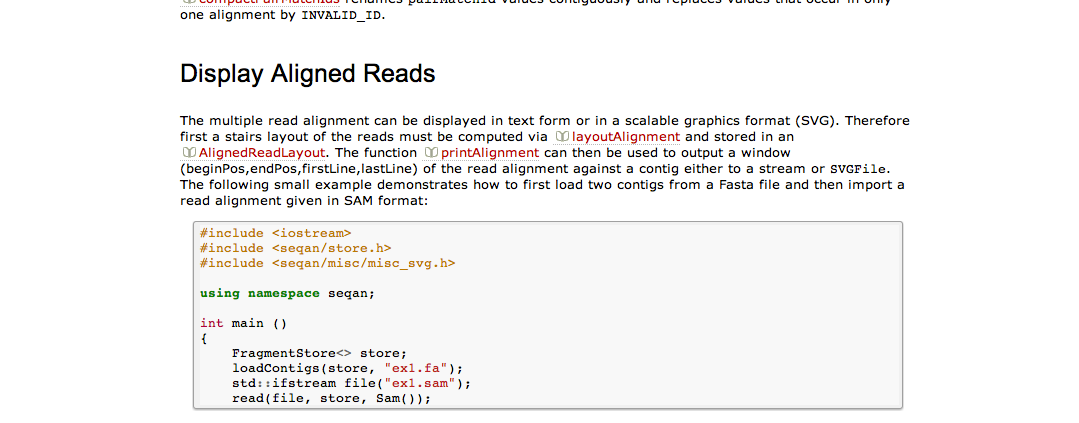 compactPairMatchIds renames pairMatchId values contiguously and replaces values that occur in only
one alignment by INVALID_ID.
Display Aligned Reads
The multiple read alignment can be displayed in text form or in a scalable graphics format (SVG). Therefore
first a stairs layout of the reads must be computed via layoutAlignment and stored in an
AlignedReadLayout. The function printAlignment can then be used to output a window
(beginPos,endPos,firstLine,lastLine) of the read alignment against a contig either to a stream or SVGFile.
The following small example demonstrates how to first load two contigs from a Fasta file and then import a
read alignment given in SAM format:
#include <iostream>
#include <seqan/store.h>
#include <seqan/misc/misc_svg.h>
using namespace seqan;
int main ()
{
    FragmentStore<> store;
    loadContigs(store, "ex1.fa");
    std::ifstream file("ex1.sam");
    read(file, store, Sam());